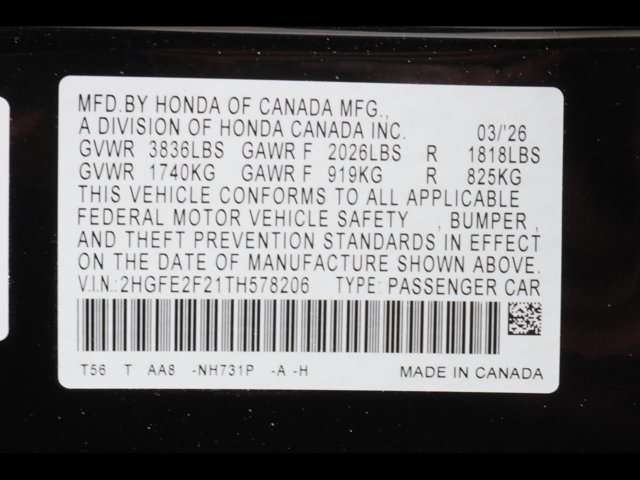 MFD.BY HONDA OF CANADA MFG.,
A DIVISION OF HONDA CANADA INC. 03/'26
GVWR 3836LBS GAWR F 2026LBS R 1818LBS
GVWR 1740KG GAWR F 919KG R 825KG
THIS VEHICLE CONFORMS TO ALL APPLICABLE
FEDERAL MOTOR VEHICLE SAFETY , BUMPER ,
AND THEFT PREVENTION STANDARDS IN EFFECT
ON THE DATE OF MANUFACTURE SHOWN ABOVE.
V.I.N.:2HGFE2F21TH578206 TYPE: PASSENGER CAR
T56 T AA8 -NH731P -A -H MADE IN CANADA